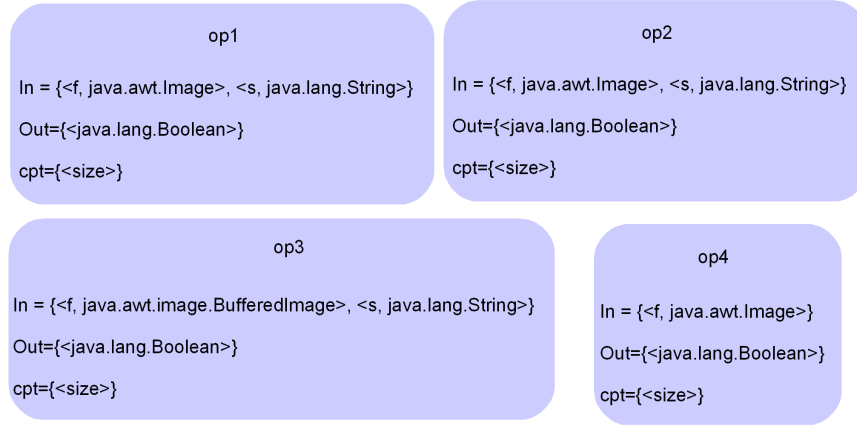 op1
In = {<f, java.awt.Image>, <s, java.lang.String>}
Out={<java.lang.Boolean>}
cpt={<size>}
op2
In = {<f, java.awt.Image>, <s, java.lang.String>}
Out={<java.lang.Boolean>}
cpt={<size>}
op3
In = {<f, java.awt.image.BufferedImage>, <s, java.lang.String>}
Out={<java.lang.Boolean>}
cpt={<size>}
op4
In = {<f, java.awt.Image>}
Out={<java.lang.Boolean>}
cpt={<size>}